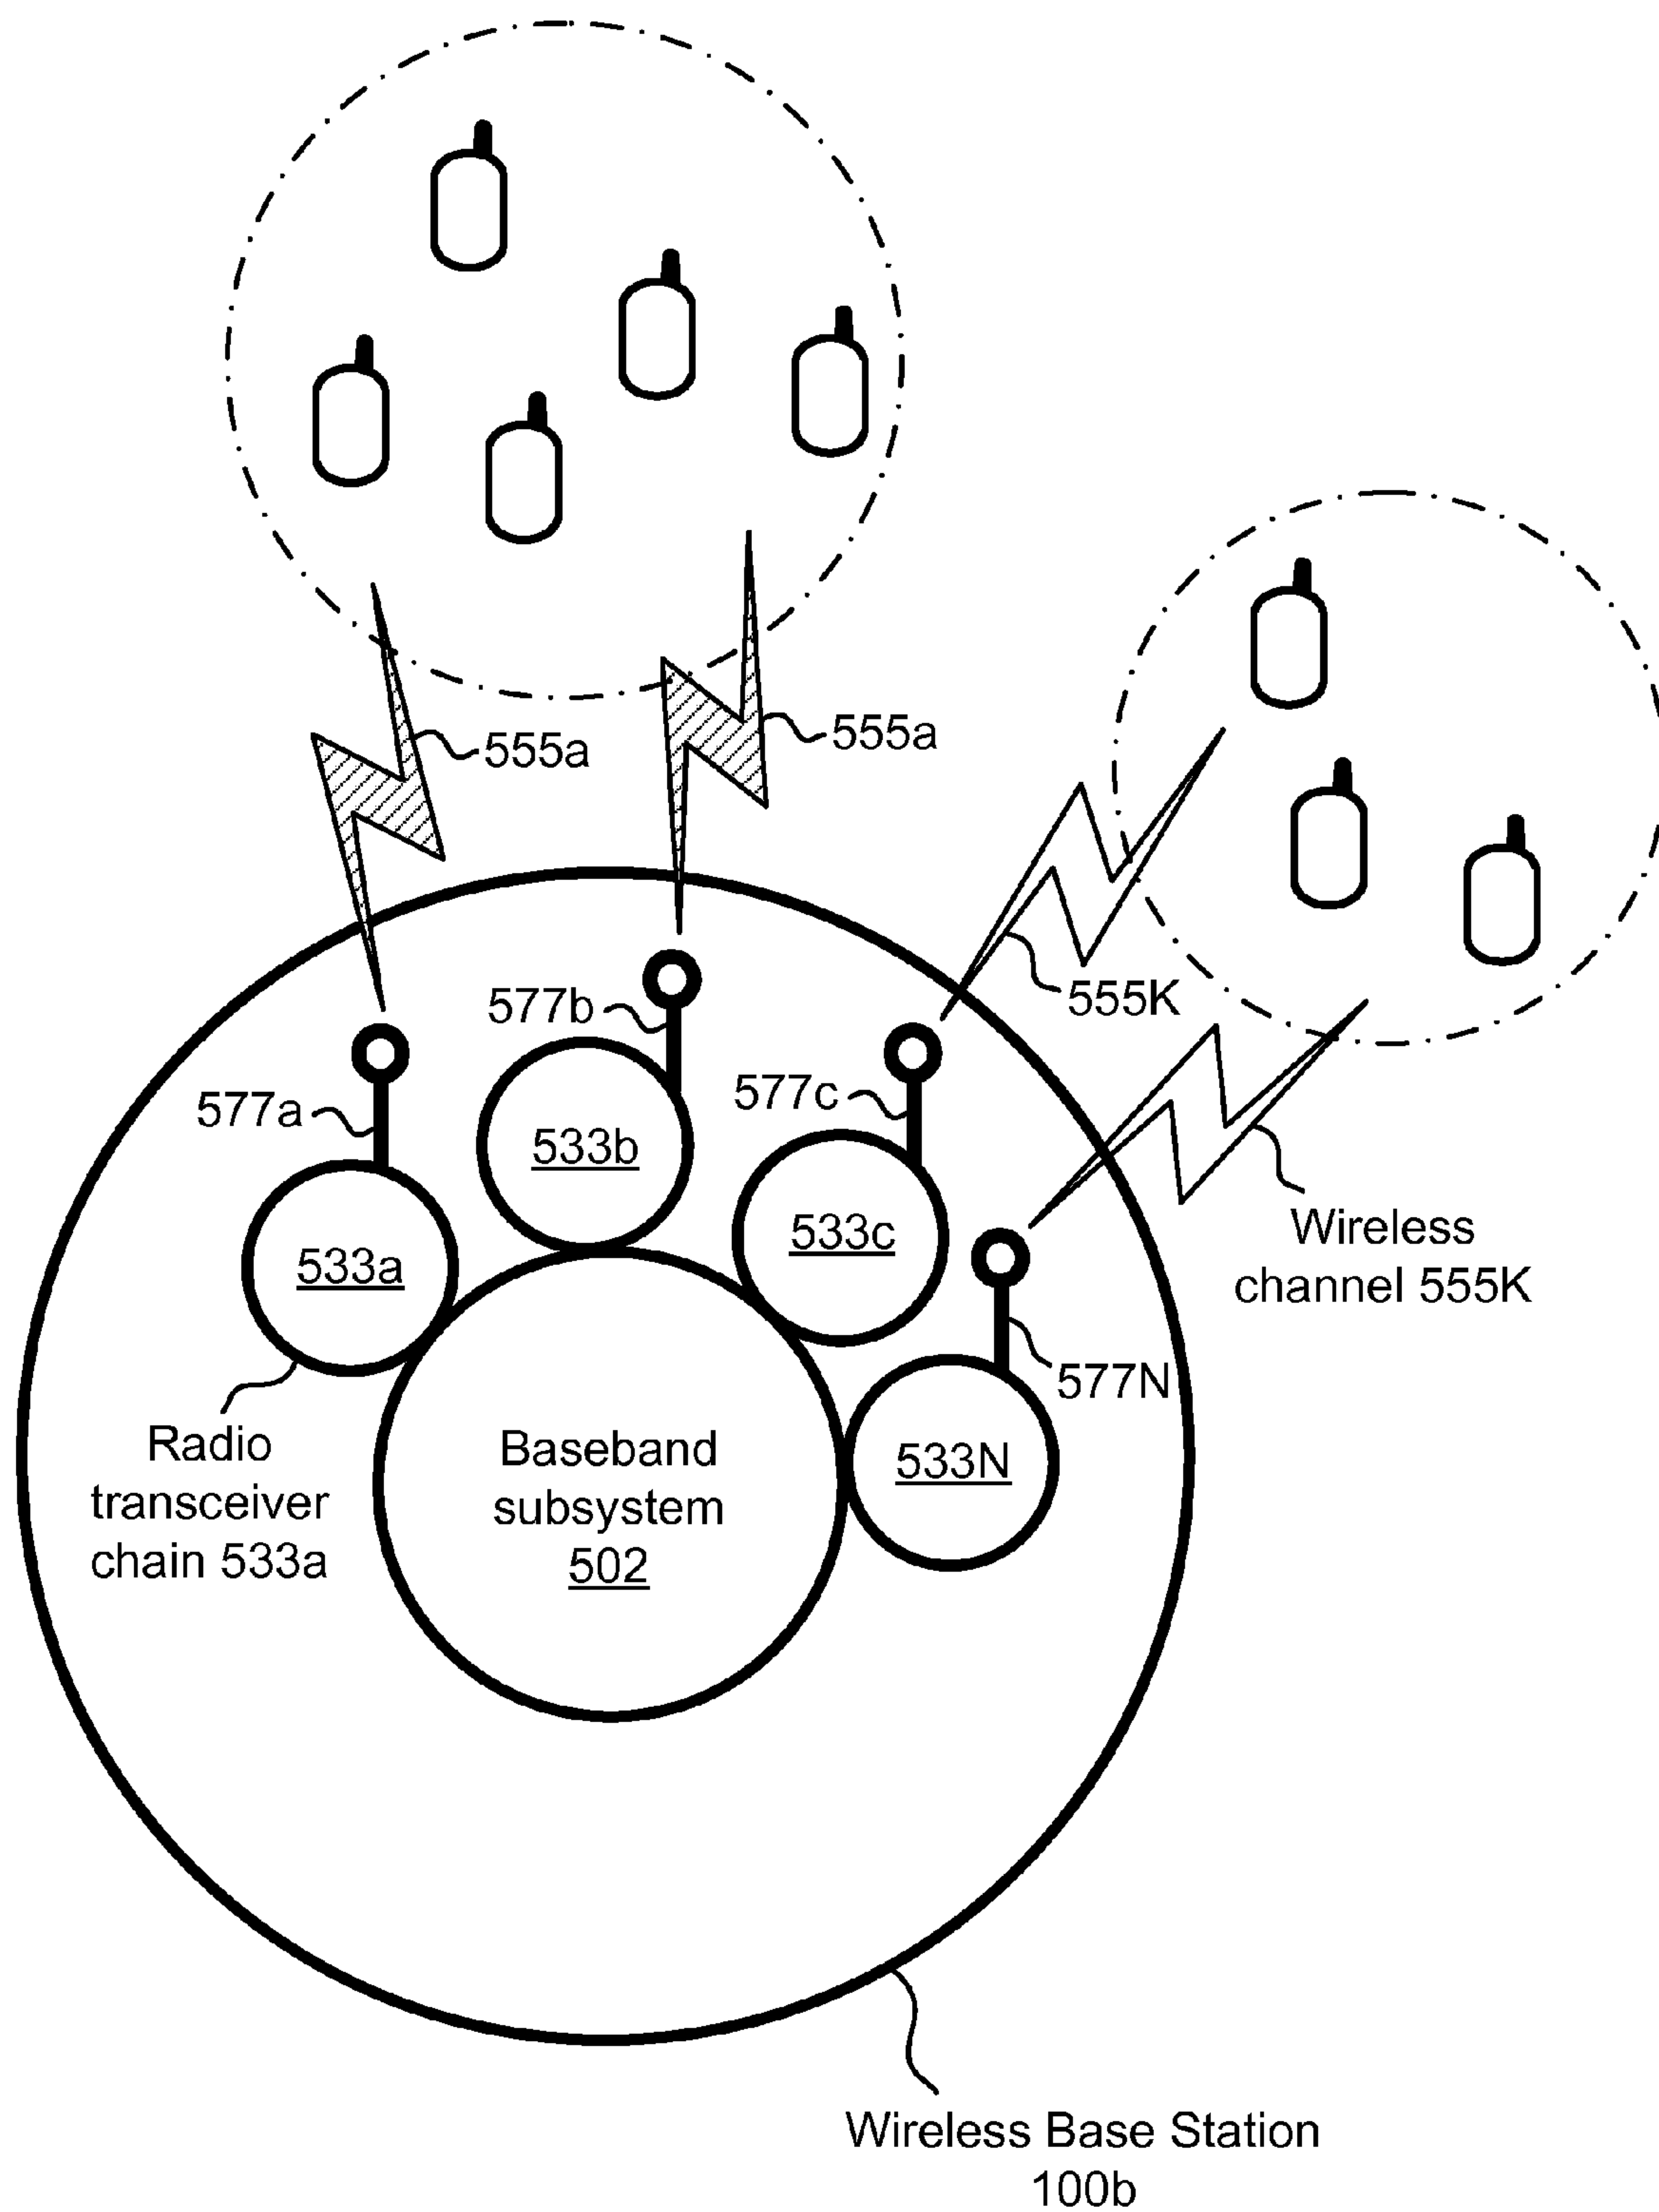 555a
555a
555K
577b
577a
577c
533b
533c
533a
Wireless
channel 555K
577N
Radio
transceiver
chain 533a
Baseband
subsystem
502
533N
Wireless Base Station
100b